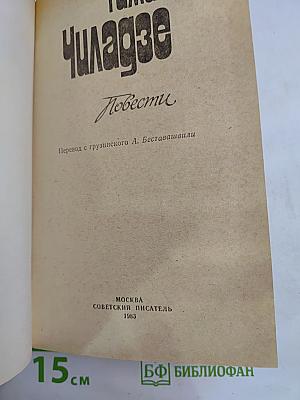 Чиладзе
Повести
Перевод с грузинского А. Беставашвили
МОСКВА
СОВЕТСКИЙ ПИСАТЕЛЬ
1983
15 см
БФ БИБЛИОФАН